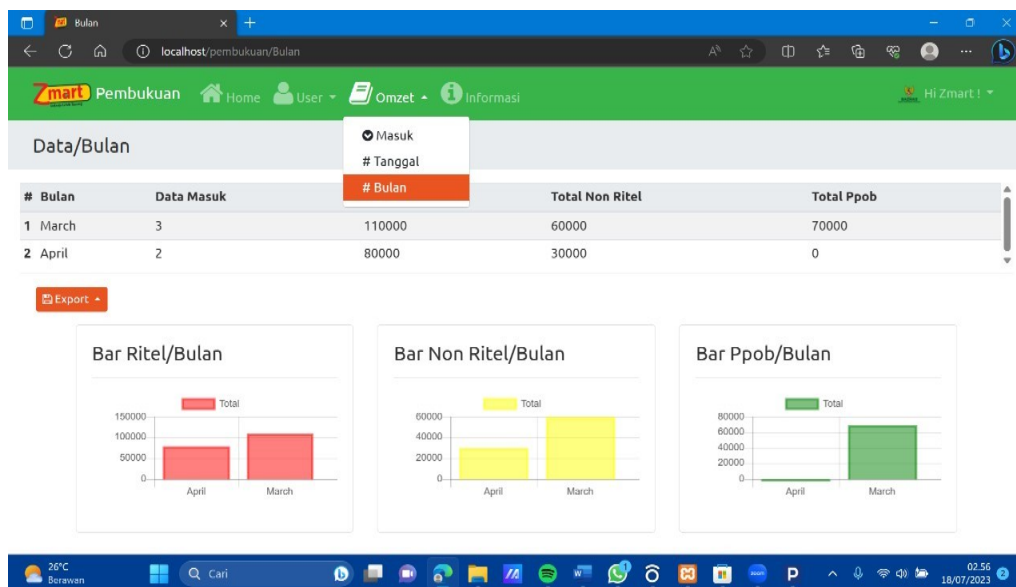 Bulan
localhost/pembukuan/Bulan
Zmart Pembukuan Home User Omzet Informasi Hi Zmart !
Masuk
# Tanggal
# Bulan
Data/Bulan
# Bulan Data Masuk Total Non Ritel Total Ppob
1 March 3 110000 60000 70000
2 April 2 80000 30000 0
Export
Bar Ritel/Bulan
Total
150000
100000
50000
0
April March
Bar Non Ritel/Bulan
Total
60000
40000
20000
0
April March
Bar Ppob/Bulan
Total
80000
60000
40000
20000
0
April March
26°C
Berawan
Cari
02.56
18/07/2023
2